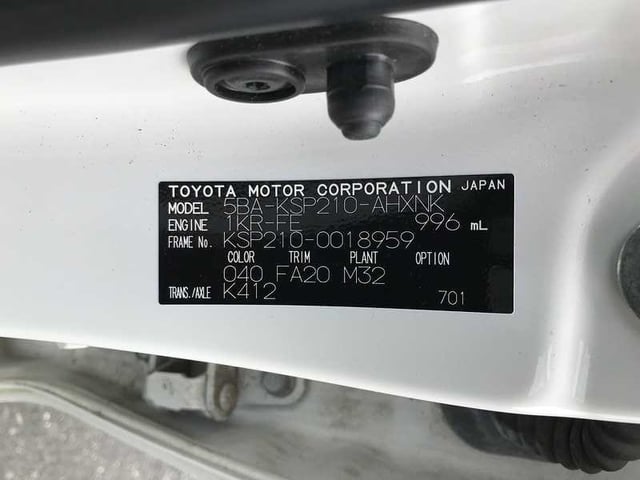 TOYOTA MOTOR CORPORATION JAPAN
MODEL 5BA-KSP210-AHXNK
ENGINE 1KR-FE 996 mL
FRAME No. KSP210-0018959
COLOR TRIM PLANT OPTION
040 FA20 M32
TRANS./AXLE K412
701